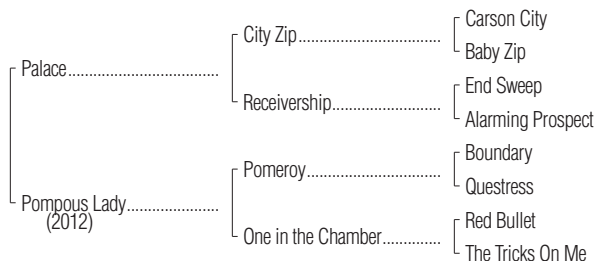 Carson City
City Zip
Baby Zip
Palace
End Sweep
Receivership
Alarming Prospect
Boundary
Pomeroy
Questress
Pompous Lady
(2012)
Red Bullet
One in the Chamber
The Tricks On Me